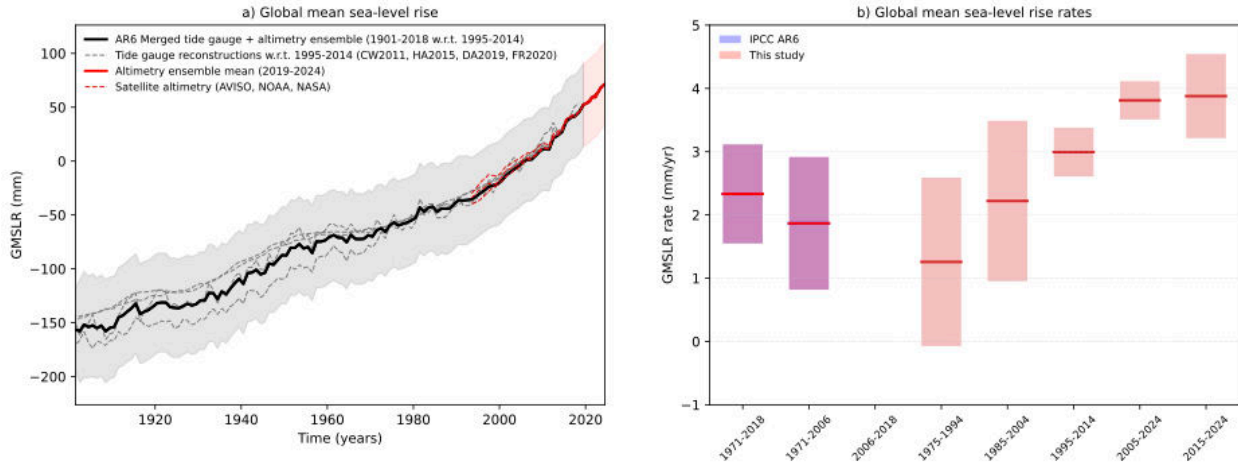 a) Global mean sea-level rise
AR6 Merged tide gauge + altimetry ensemble (1901-2018 w.r.t. 1995-2014)
Tide gauge reconstructions w.r.t. 1995-2014 (CW2011, HA2015, DA2019, FR2020)
Altimetry ensemble mean (2019-2024)
Satellite altimetry (AVISO, NOAA, NASA)
GMSLR (mm)
100
50
0
−50
−100
−150
−200
1920
1940
1960
1980
2000
2020
Time (years)
b) Global mean sea-level rise rates
IPCC AR6
This study
GMSLR rate (mm/yr)
5
4
3
2
1
0
−1
1971-2018
1971-2006
2006-2018
1975-1994
1985-2004
1995-2014
2005-2024
2015-2024